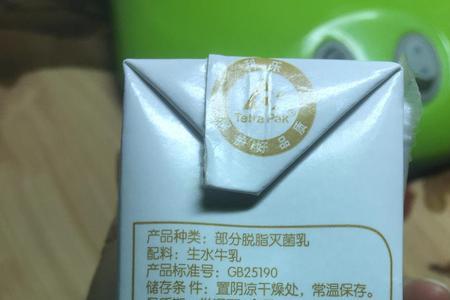 Tetra Pak
产品种类：部分脱脂灭菌乳
配料：生水牛乳
产品标准号：GB25190
储存条件：置阴凉干燥处，常温保存。